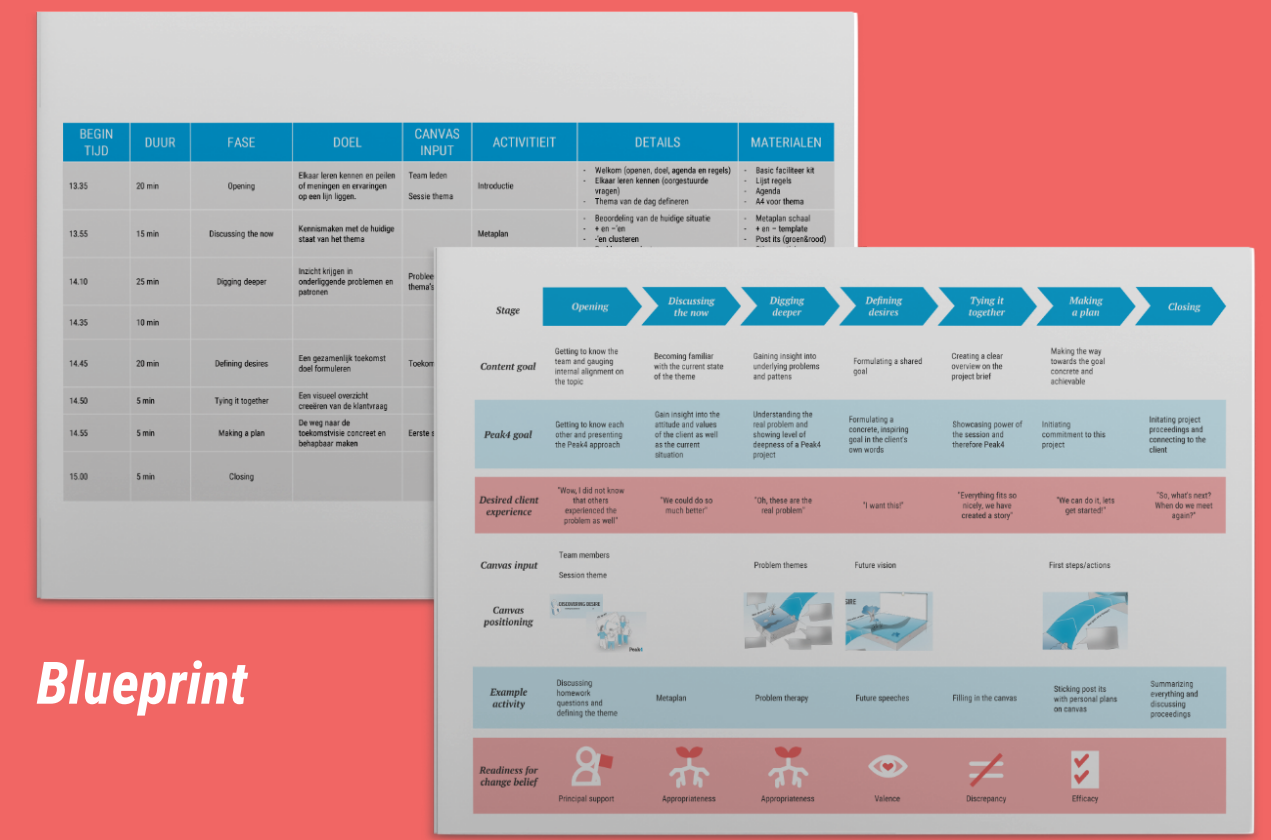 BEGIN TIJD DUUR FASE DOEL CANVAS INPUT ACTIVITIEIT DETAILS MATERIALEN
13.35 20 min Opening
Elkaar leren kennen en peilen
of meningen en ervaringen
op een lijn liggen.
Team leden
Sessie thema
Introductie
- Welkom (openen, doel, agenda en regels)
- Elkaar leren kennen (oorgestuurde
vragen)
- Thema van de dag defineren
- Basic faciliteer kit
- Lijst regels
- Agenda
- A4 voor thema
13.55 15 min Discussing the now
Kennismaken met de huidige
staat van het thema
Metaplan
- Beoordeling van de huidige situatie
- + en -'en
- -'en clusteren
- Metaplan schaal
- + en – template
- Post its (groen&rood)
14.10 25 min Digging deeper
Inzicht krijgen in
onderliggende problemen en
patronen
Problee
thema's
14.35 10 min
14.45 20 min Defining desires
Een gezamenlijk toekomst
doel formuleren
Toekom
14.50 5 min Tying it together
Een visueel overzicht
creeëren van de klantvraag
14.55 5 min Making a plan
De weg naar de
toekomstvisie concreet en
behapbaar maken
Eerste
15.00 5 min Closing
Stage
Opening
Discussing
the now
Digging
deeper
Defining
desires
Tying it
together
Making
a plan
Closing
Content goal
Getting to know the
team and gauging
internal alignment on
the topic
Becoming familiar
with the current state
of the theme
Gaining insight into
underlying problems
and pattens
Formulating a shared
goal
Creating a clear
overview on the
project brief
Making the way
towards the goal
concrete and
achievable
Peak4 goal
Getting to know each
other and presenting
the Peak4 approach
Gain insight into the
attitude and values
of the client as well
as the current
situation
Understanding the
real problem and
showing level of
deepness of a Peak4
project
Formulating a
concrete, inspiring
goal in the client's
own words
Showcasing power of
the session and
therefore Peak4
Initiating
commitment to this
project
Initating project
proceedings and
connecting to the
client
Desired client
experience
"Wow, I did not know
that others
experienced the
problem as well"
"We could do so
much better"
"Oh, these are the
real problem"
"I want this!"
"Everything fits so
nicely, we have
created a story"
"We can do it, lets
get started!"
"So, what's next?
When do we meet
again?"
Canvas input
Team members
Session theme
Problem themes
Future vision
First steps/actions
Canvas
positioning
DISCOVERING DESIRE
Peak4
SIRE
Example
activity
Discussing
homework
questions and
defining the theme
Metaplan
Problem therapy
Future speeches
Filling in the canvas
Sticking post its
with personal plans
on canvas
Summarizing
everything and
discussing
proceedings
Readiness for
change belief
Principal support
Appropriateness
Appropriateness
Valence
Discrepancy
Efficacy
Blueprint